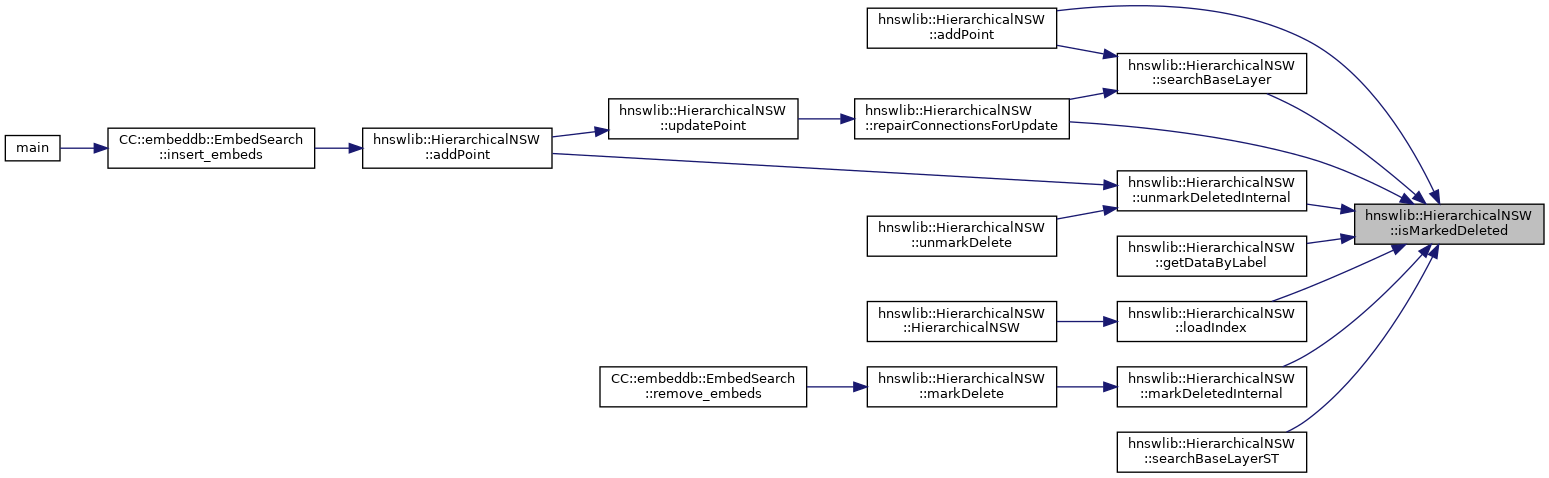 hnswlib::HierarchicalNSW
::addPoint
hnswlib::HierarchicalNSW
::searchBaseLayer
hnswlib::HierarchicalNSW
::updatePoint
hnswlib::HierarchicalNSW
::repairConnectionsForUpdate
main
CC::embeddb::EmbedSearch
::insert_embeds
hnswlib::HierarchicalNSW
::addPoint
hnswlib::HierarchicalNSW
::unmarkDeletedInternal
hnswlib::HierarchicalNSW
::isMarkedDeleted
hnswlib::HierarchicalNSW
::unmarkDelete
hnswlib::HierarchicalNSW
::getDataByLabel
hnswlib::HierarchicalNSW
::HierarchicalNSW
hnswlib::HierarchicalNSW
::loadIndex
CC::embeddb::EmbedSearch
::remove_embeds
hnswlib::HierarchicalNSW
::markDelete
hnswlib::HierarchicalNSW
::markDeletedInternal
hnswlib::HierarchicalNSW
::searchBaseLayerST